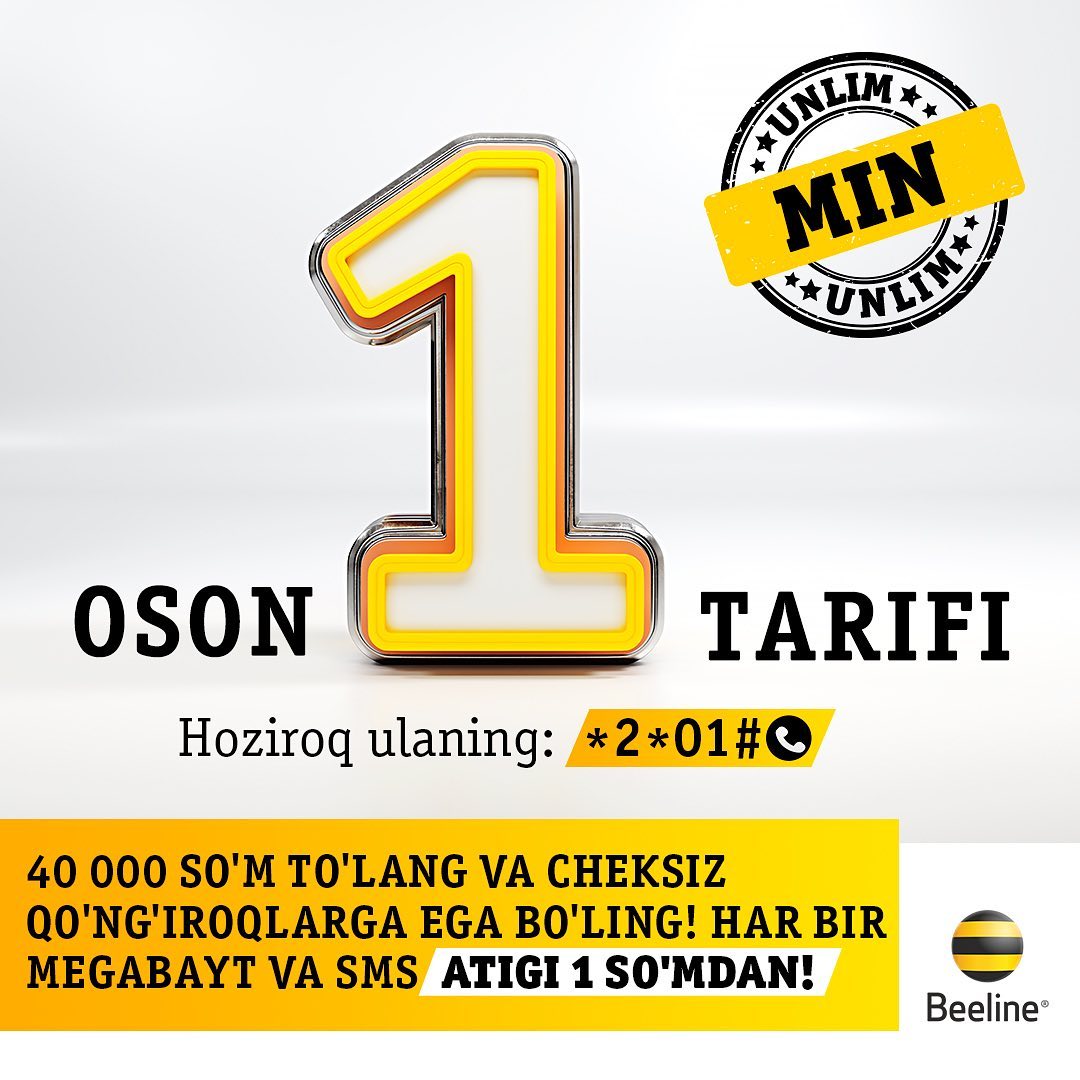 UNLIM
MIN
UNLIM
1
OSON
TARIFI
Hoziroq ulaning: *2*01#
40 000 SO'M TO'LANG VA CHEKSIZ
QO'NG'IROQLARGA EGA BO'LING! HAR BIR
MEGABAYT VA SMS ATIGI 1 SO'MDAN!
Beeline®